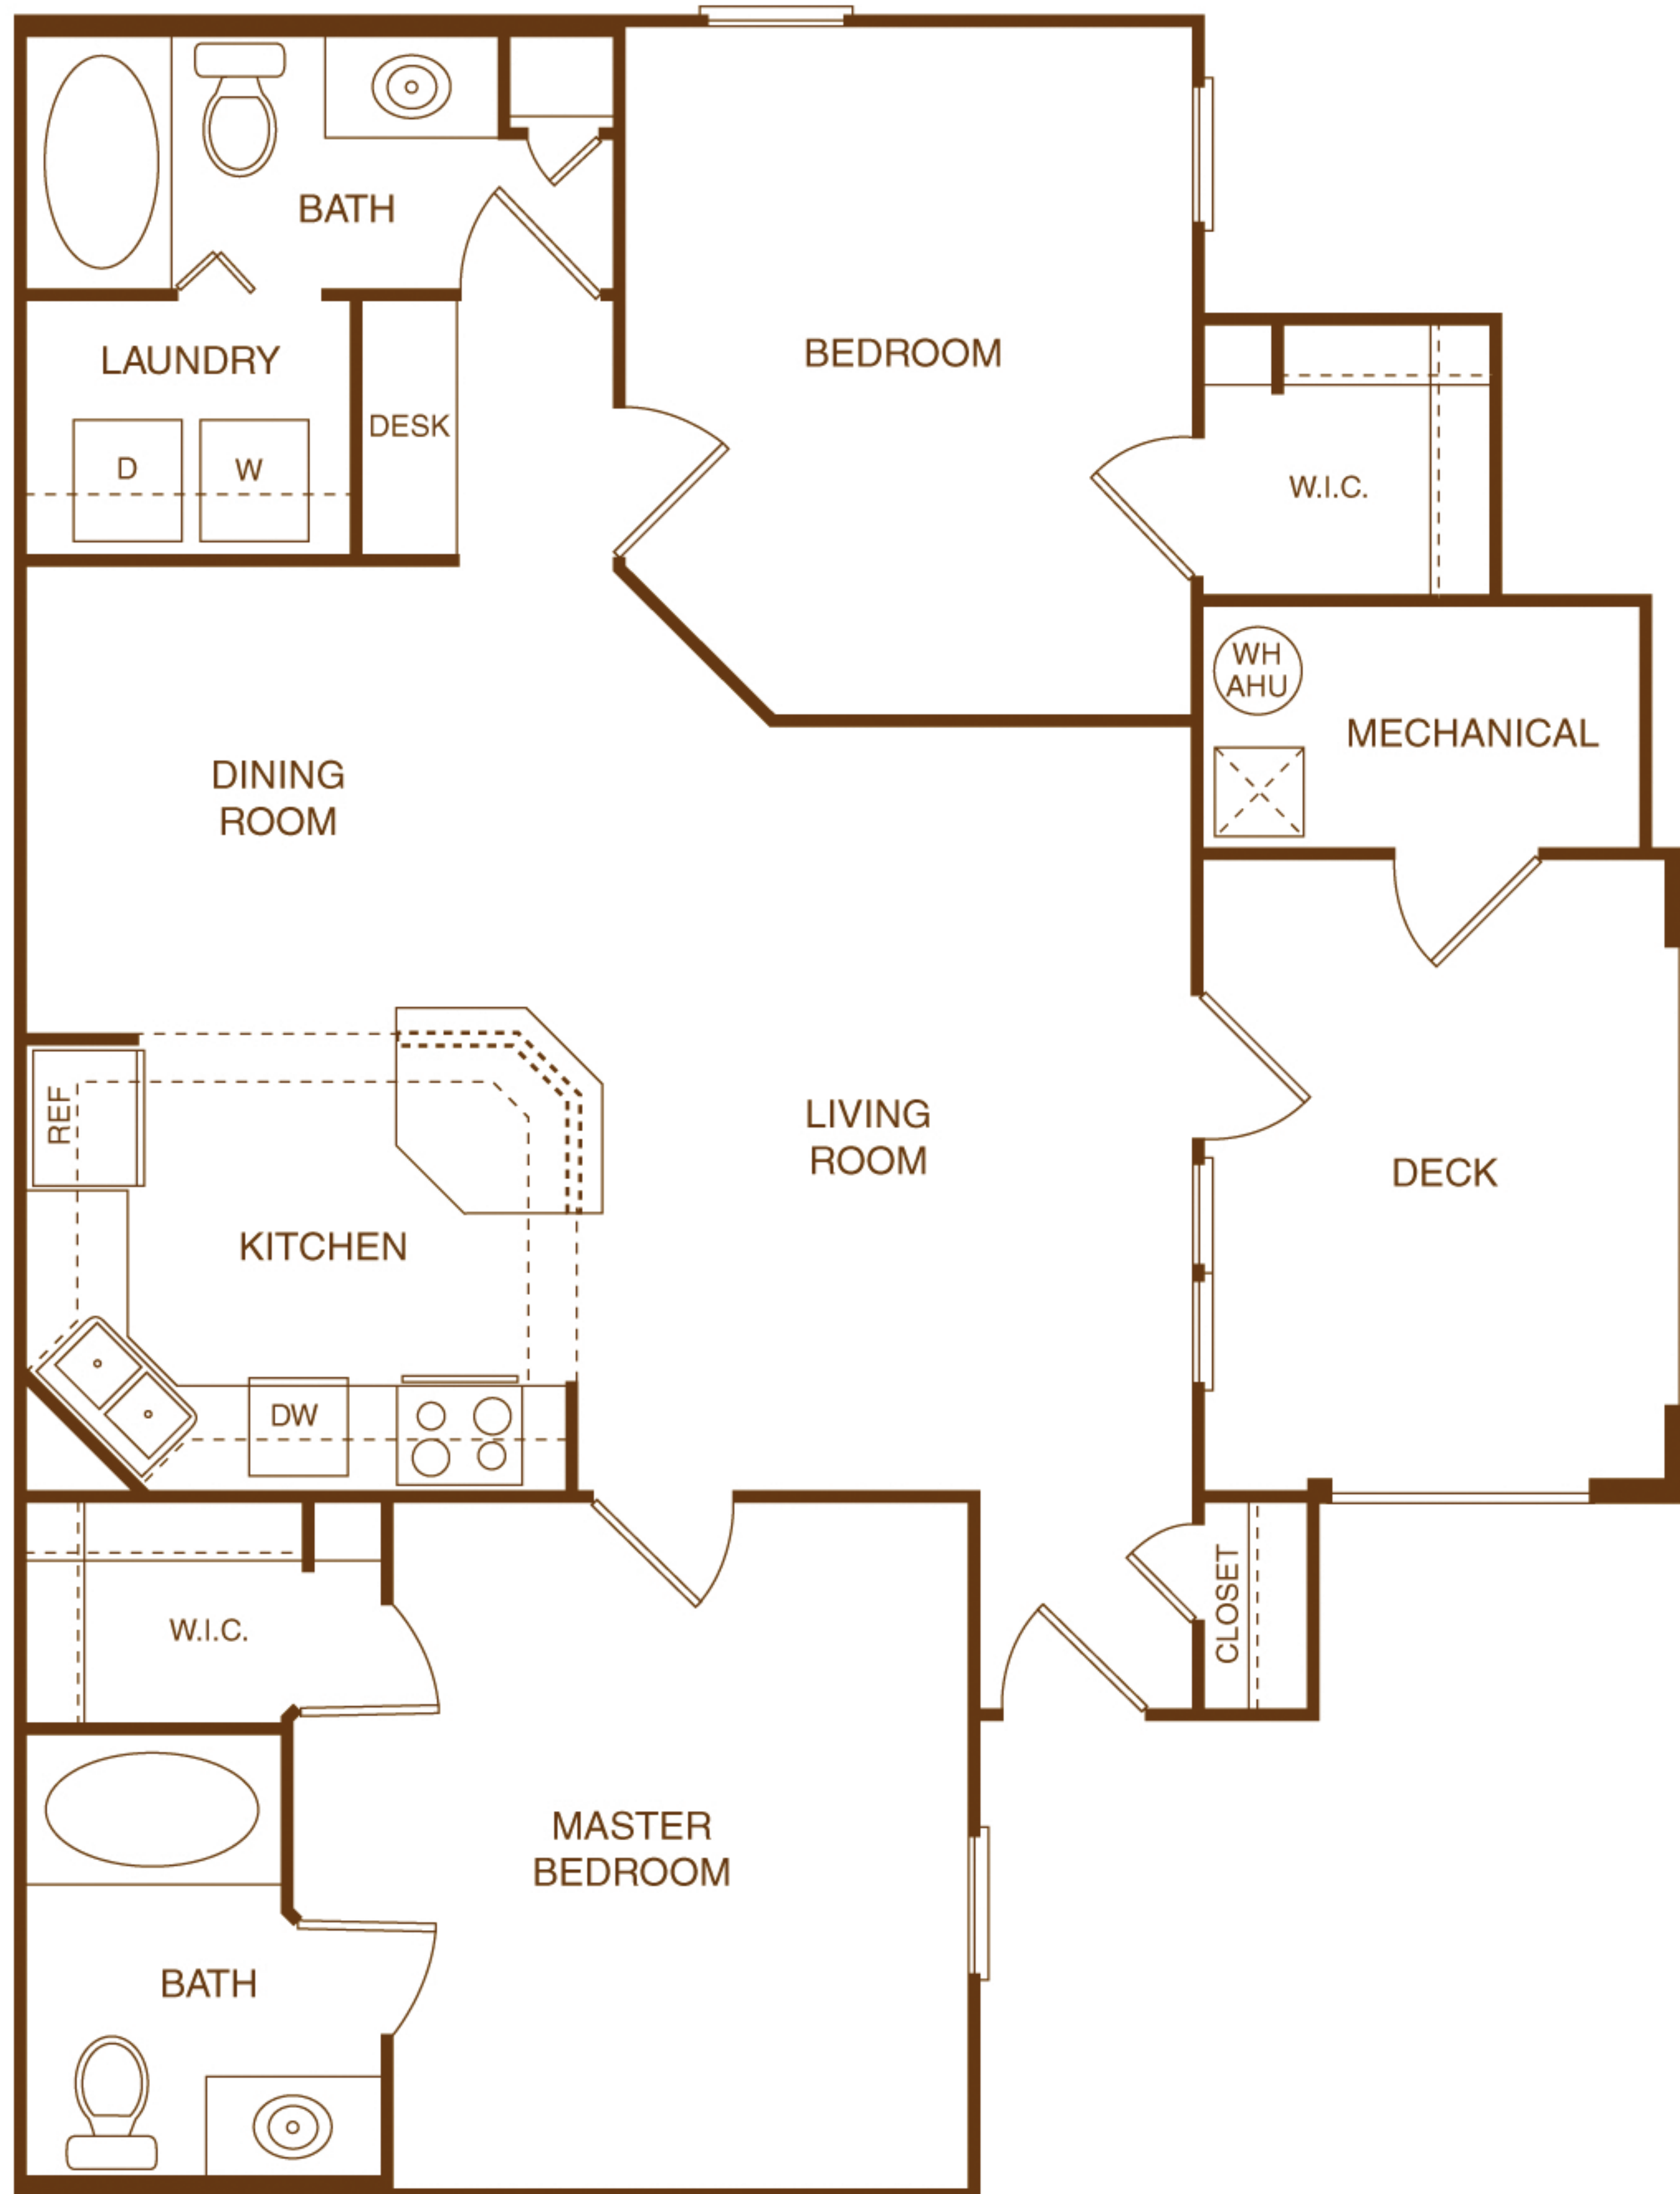 BATH
BEDROOM
LAUNDRY
DESK
D
W
W.I.C.
WH
AHU
MECHANICAL
DINING
ROOM
REF
LIVING
ROOM
DECK
KITCHEN
DW
CLOSET
W.I.C.
MASTER
BEDROOM
BATH